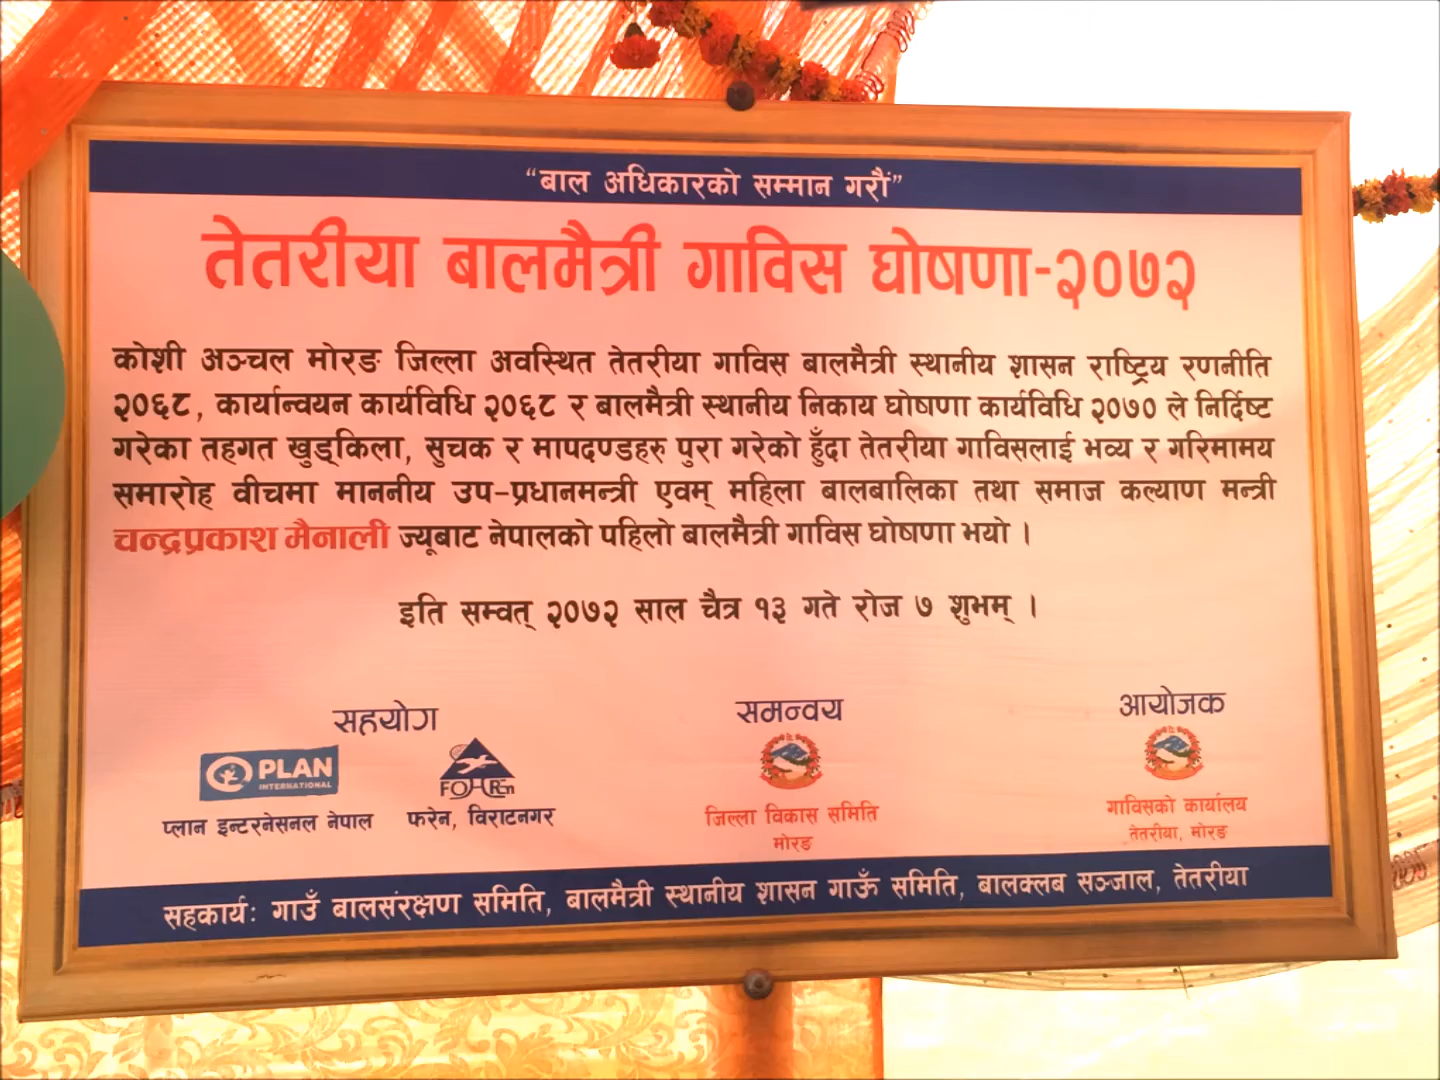 “बाल अधिकारको सम्मान गरौं”
तेतरीया बालमैत्री गाविस घोषणा-२०७२
कोशी अञ्चल मोरङ जिल्ला अवस्थित तेतरीया गाविस बालमैत्री स्थानीय शासन राष्ट्रिय रणनीति
२०६८, कार्यान्वयन कार्यविधि २०६८ र बालमैत्री स्थानीय निकाय घोषणा कार्यविधि २०७० ले निर्दिष्ट
गरेका तहगत खुड्किला, सुचक र मापदण्डहरु पुरा गरेको हुँदा तेतरीया गाविसलाई भव्य र गरिमामय
समारोह वीचमा माननीय उप-प्रधानमन्त्री एवम् महिला बालबालिका तथा समाज कल्याण मन्त्री
चन्द्रप्रकाश मैनाली ज्यूबाट नेपालको पहिलो बालमैत्री गाविस घोषणा भयो ।
इति सम्वत् २०७२ साल चैत्र १३ गते रोज ७ शुभम् ।
सहयोग
PLAN
INTERNATIONAL
प्लान इन्टरनेसनल नेपाल
फरेन, विराटनगर
समन्वय
जिल्ला विकास समिति
मोरङ
आयोजक
गाविसको कार्यालय
तेतरीया, मोरङ
सहकार्य: गाउँ बालसंरक्षण समिति, बालमैत्री स्थानीय शासन गाऊँ समिति, बालक्लब सञ्जाल, तेतरीया